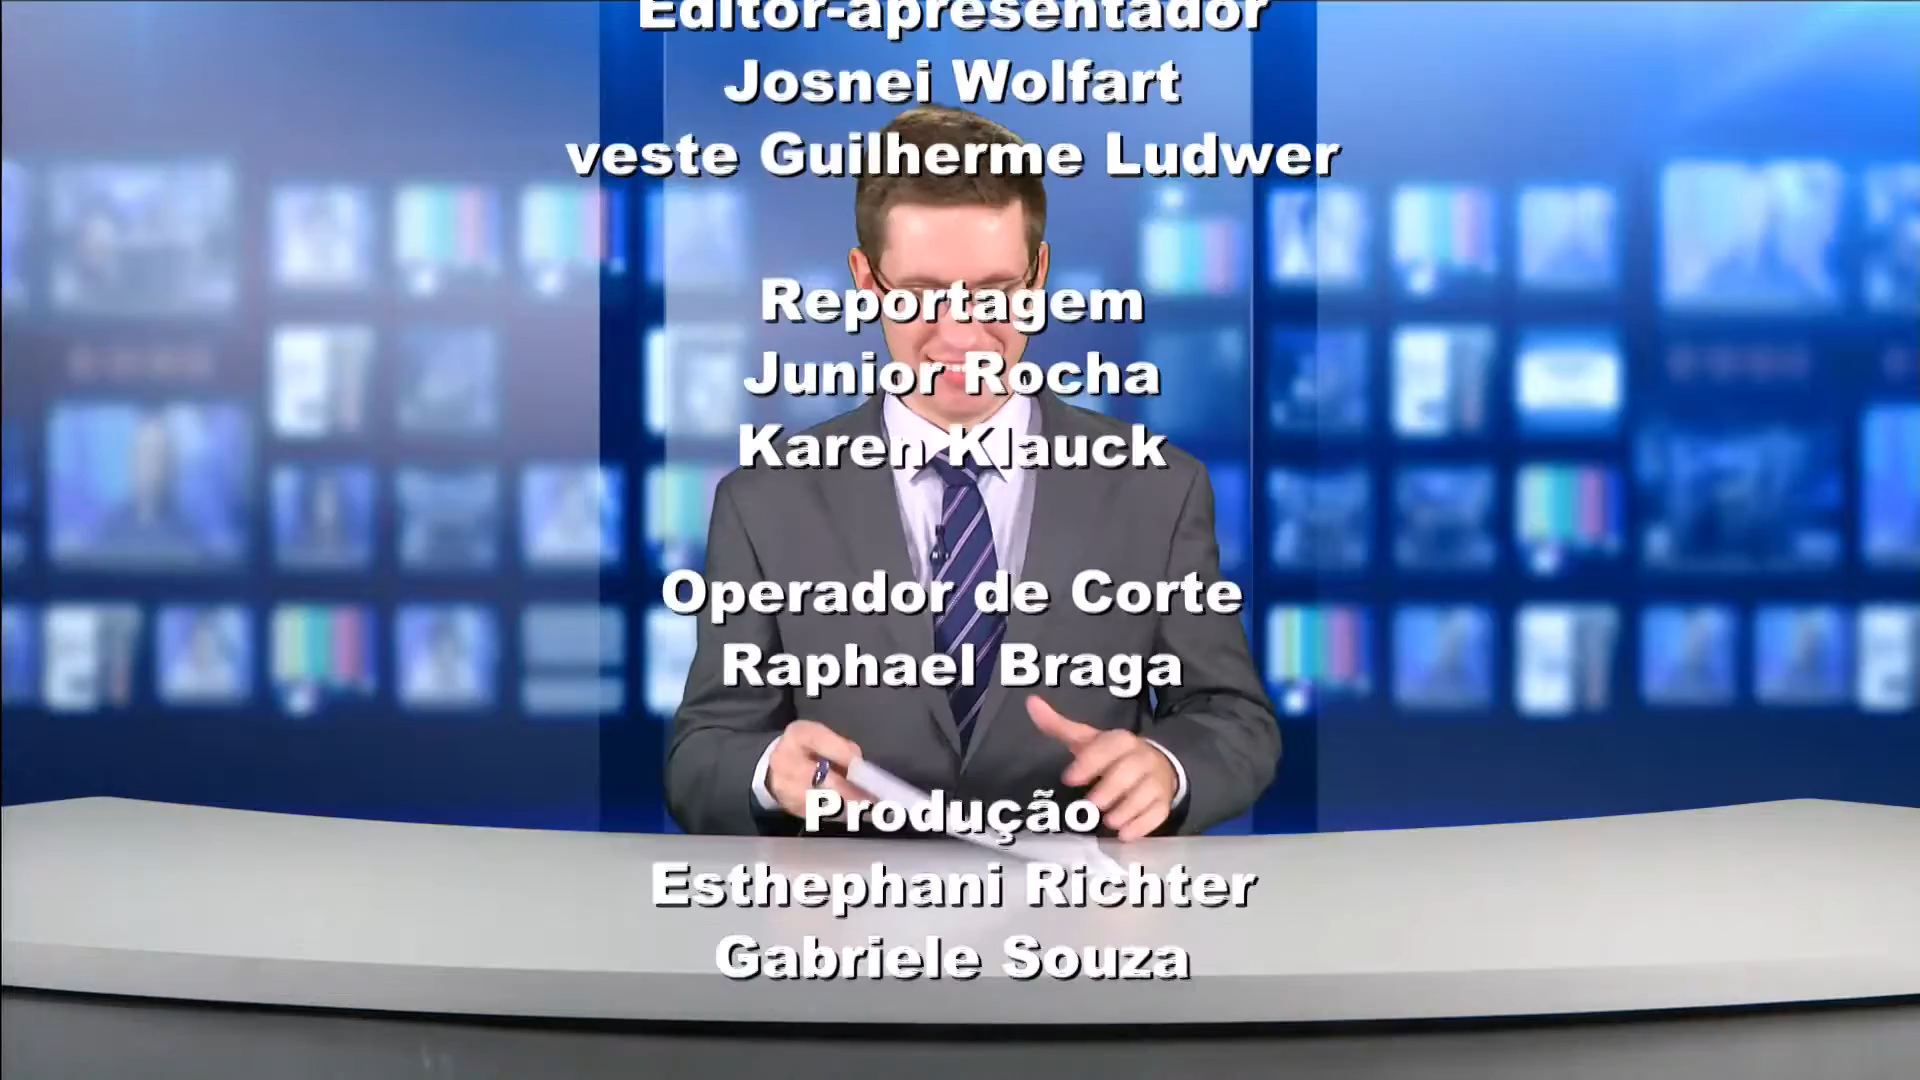 Editor-apresentador
Josnei Wolfart
veste Guilherme Ludwer
Reportagem
Junior Rocha
Karen Klauck
Operador de Corte
Raphael Braga
Produção
Esthephani Richter
Gabriele Souza